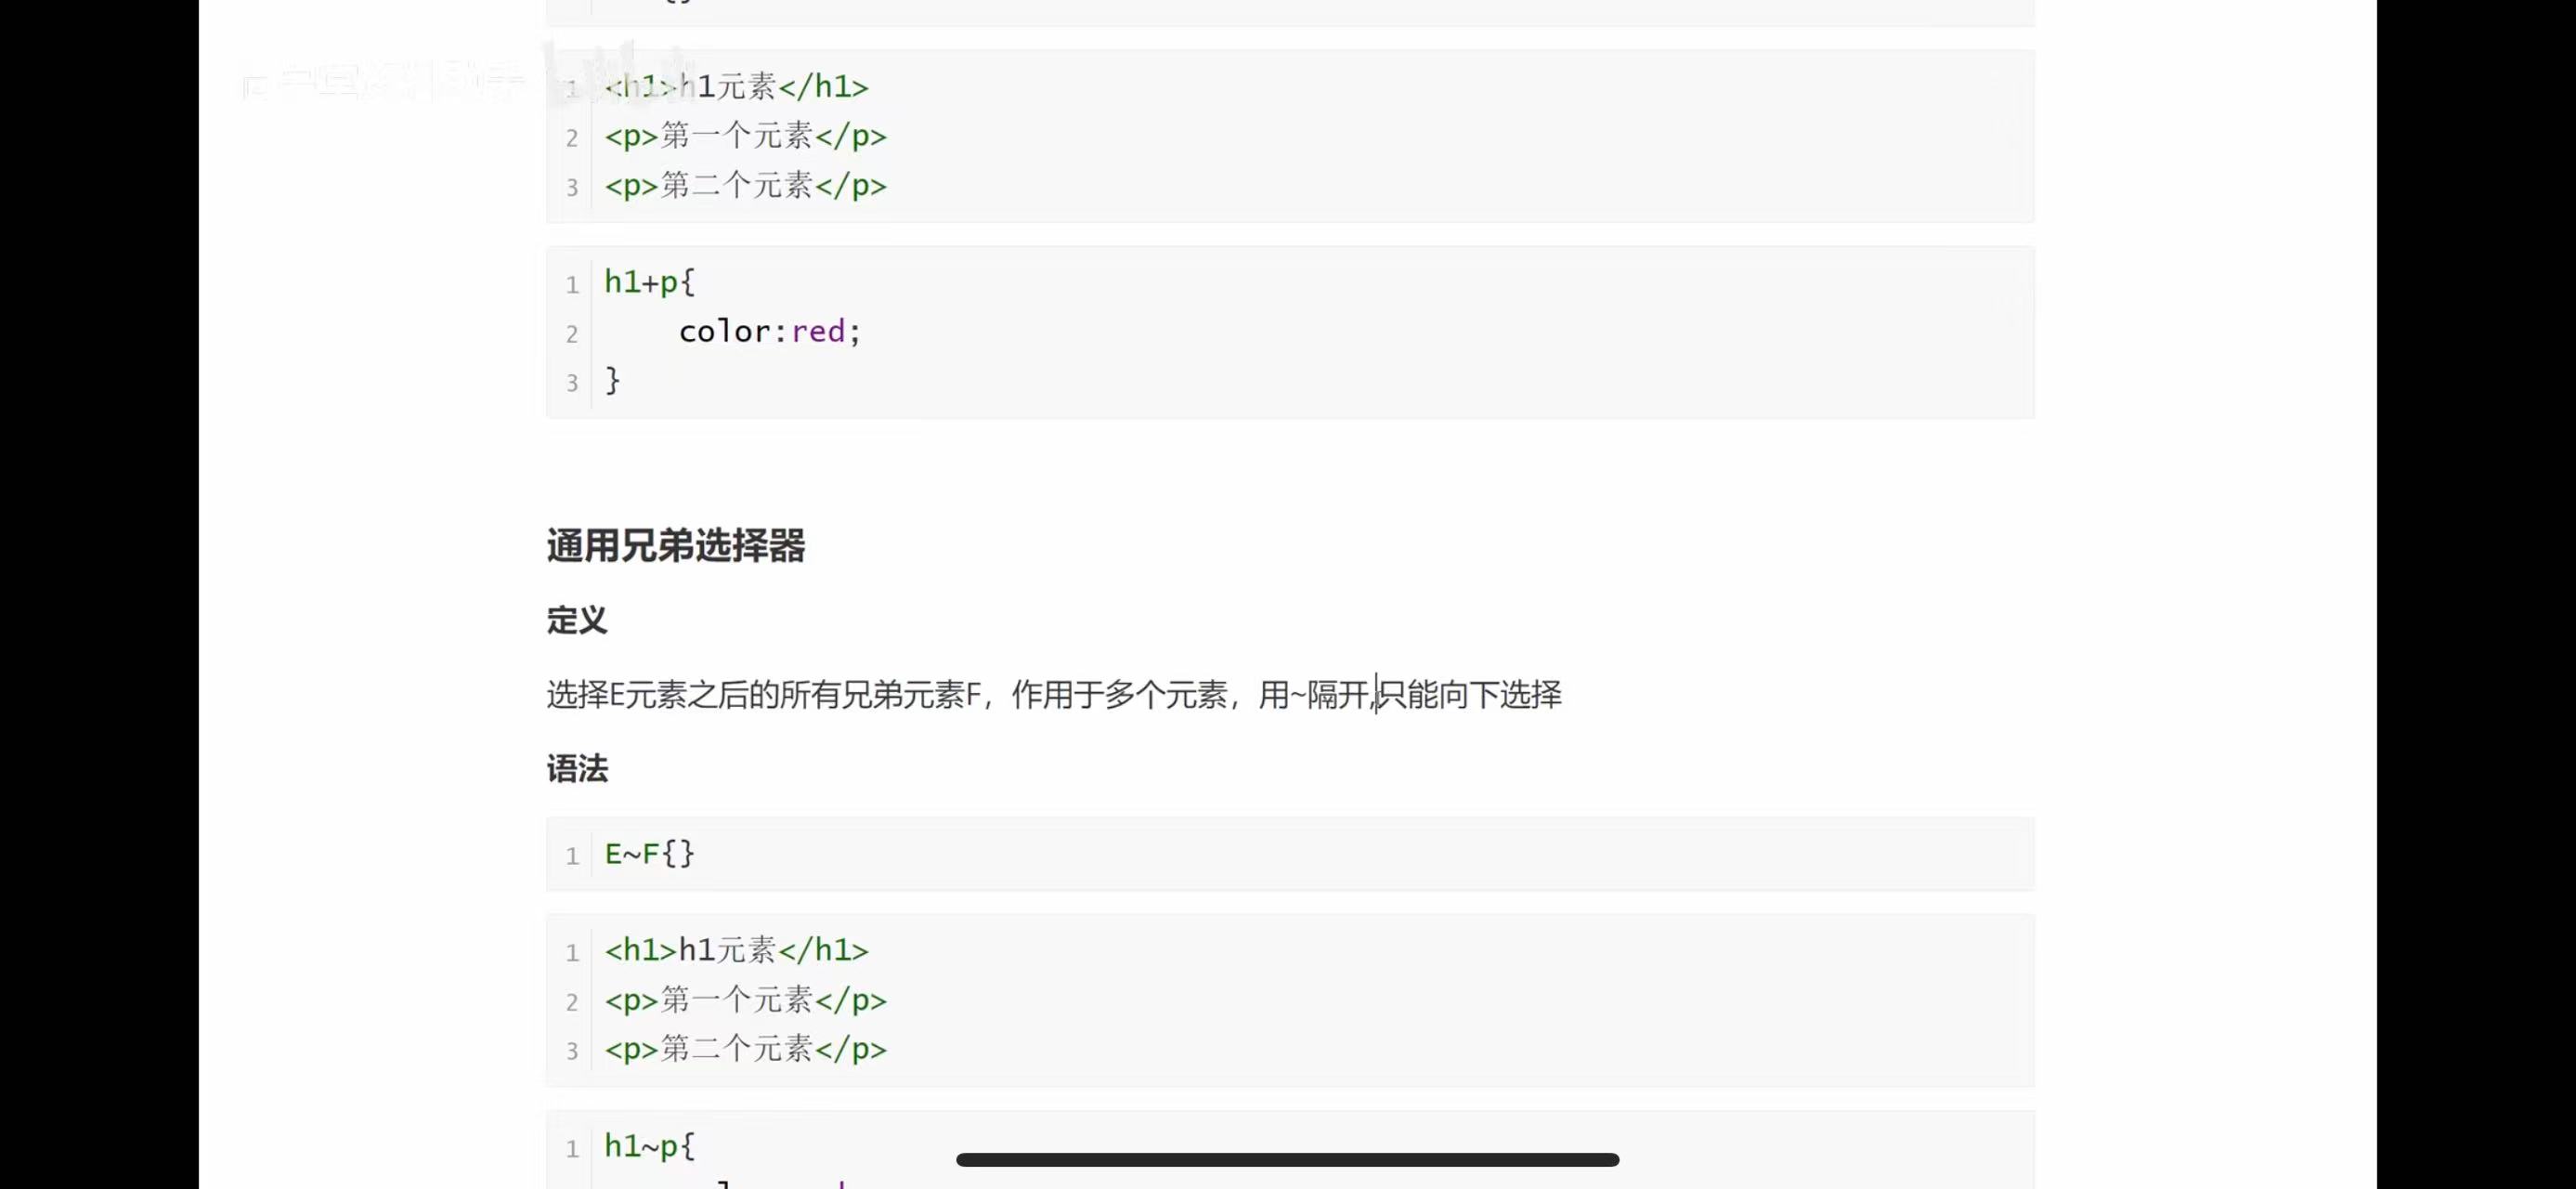 1 <h1>h1元素</h1>
2 <p>第一个元素</p>
3 <p>第二个元素</p>
1 h1+p{
2 color:red;
3 }
通用兄弟选择器
定义
选择E元素之后的所有兄弟元素F，作用于多个元素，用~隔开,只能向下选择
语法
1 E~F{}
1 <h1>h1元素</h1>
2 <p>第一个元素</p>
3 <p>第二个元素</p>
1 h1~p{